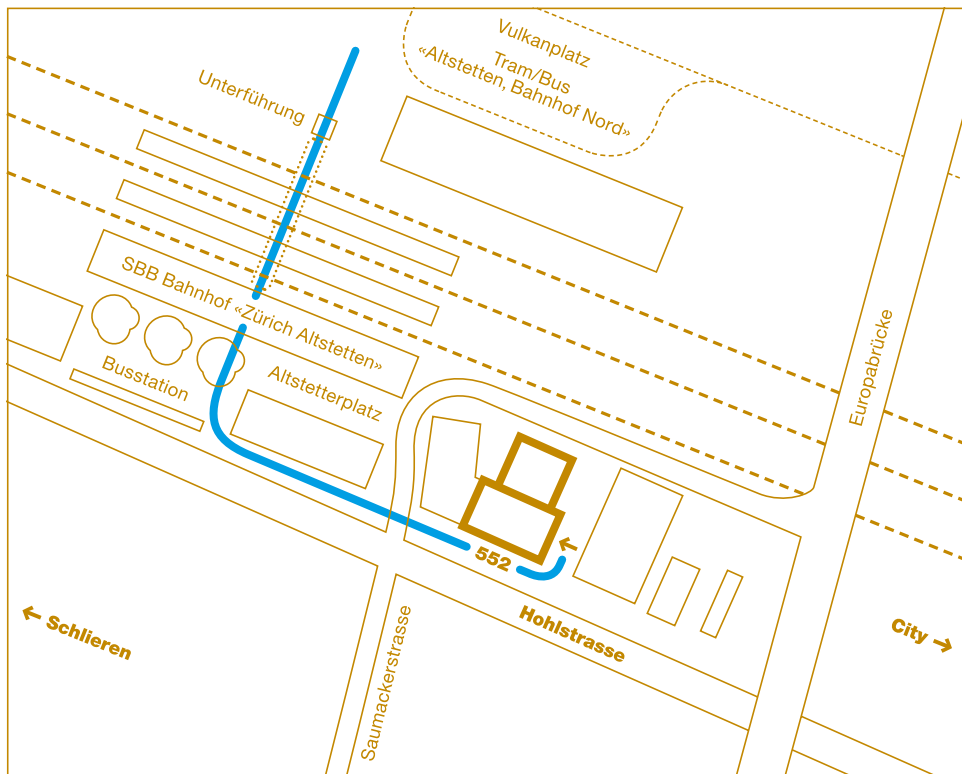 Vulkanplatz
Tram/Bus
«Altstetten, Bahnhof Nord»
Unterführung
SBB Bahnhof «Zürich Altstetten»
Busstation
Altstetterplatz
Europabrücke
552
Hohlstrasse
← Schlieren
City →
Saumackerstrasse